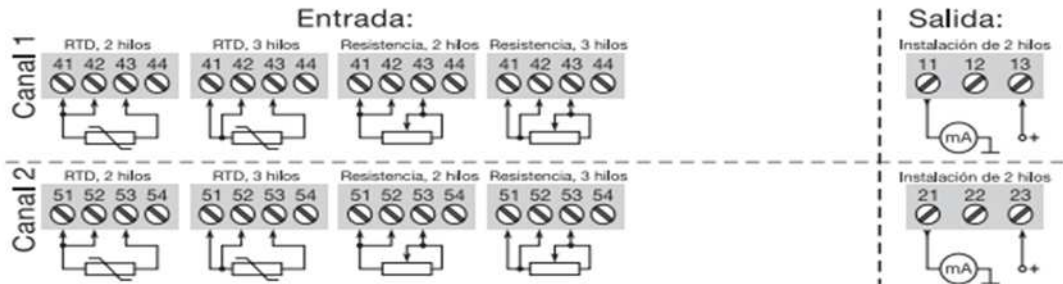 Entrada: Salida:
Canal 1
RTD, 2 hilos RTD, 3 hilos Resistencia, 2 hilos Resistencia, 3 hilos Instalación de 2 hilos
41 42 43 44 41 42 43 44 41 42 43 44 41 42 43 44 11 12 13
mA +
Canal 2
RTD, 2 hilos RTD, 3 hilos Resistencia, 2 hilos Resistencia, 3 hilos Instalación de 2 hilos
51 52 53 54 51 52 53 54 51 52 53 54 51 52 53 54 21 22 23
mA +